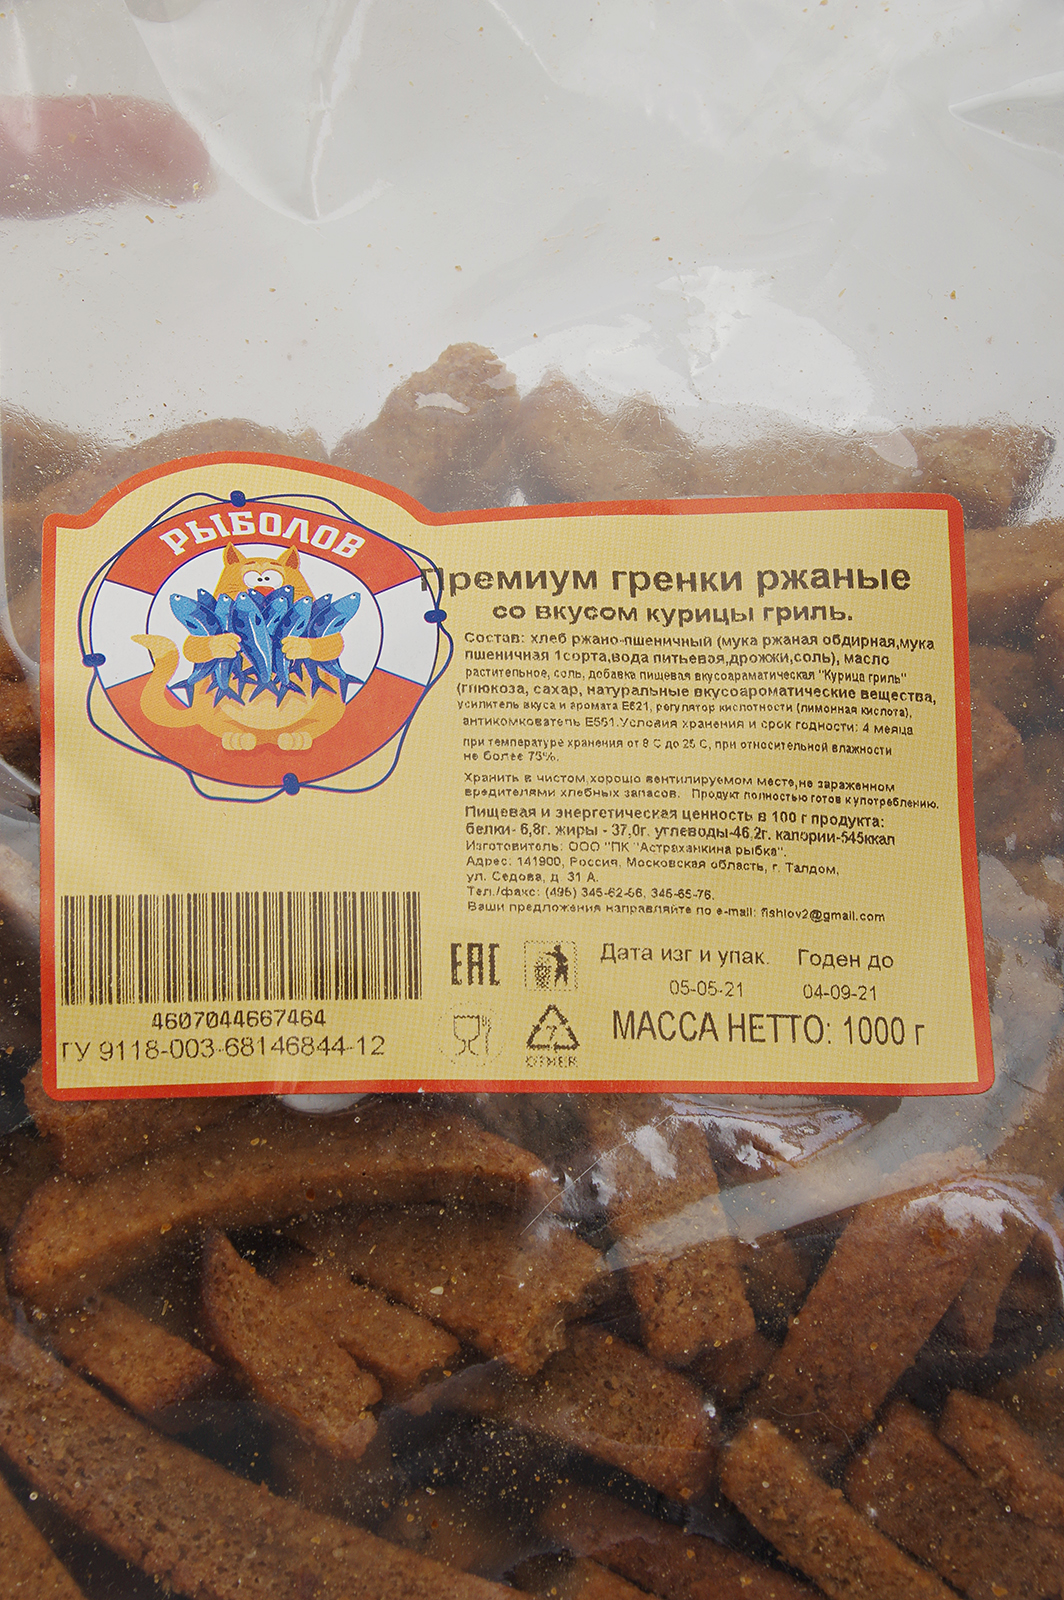 РЫБОЛОВ
Премиум гренки ржаные
со вкусом курицы гриль.
Состав: хлеб ржано-пшеничный (мука ржаная обдирная,мука
пшеничная 1сорта,вода питьевая,дрожжи,соль), масло
растительное, соль, добавка пищевая вкусоараматическая "Курица гриль"
(глюкоза, сахар, натуральные вкусоароматические вещества,
усилитель вкуса и аромата Е621, регулятор кислотности (лимонная кислота),
антикомкователь Е551.Условия хранения и срок годности: 4 меяца
при температуре хранения от 8 С до 25 С, при относительной влажности
не более 75%.
Хранить в чистом,хорошо вентилируемом месте,не зараженном
вредителями хлебных запасов. Продукт полностью готов к употреблению.
Пищевая и энергетическая ценность в 100 г продукта:
белки- 6,8г. жиры - 37,0г. углеводы-46,2г. калории-545ккал
Изготовитель: ООО "ПК "Астраханкина рыбка".
Адрес: 141900, Россия, Московская область, г. Талдом,
ул. Седова, д 31 А.
Тел./факс: (495) 345-62-56, 345-65-76,
Ваши предложения направляйте по e-mail: fishlov2@gmail.com
EAC
Дата изг и упак. Годен до
05-05-21 04-09-21
4607044667464
ТУ 9118-003-68146844-12
7
OTHER
МАССА НЕТТО: 1000 г